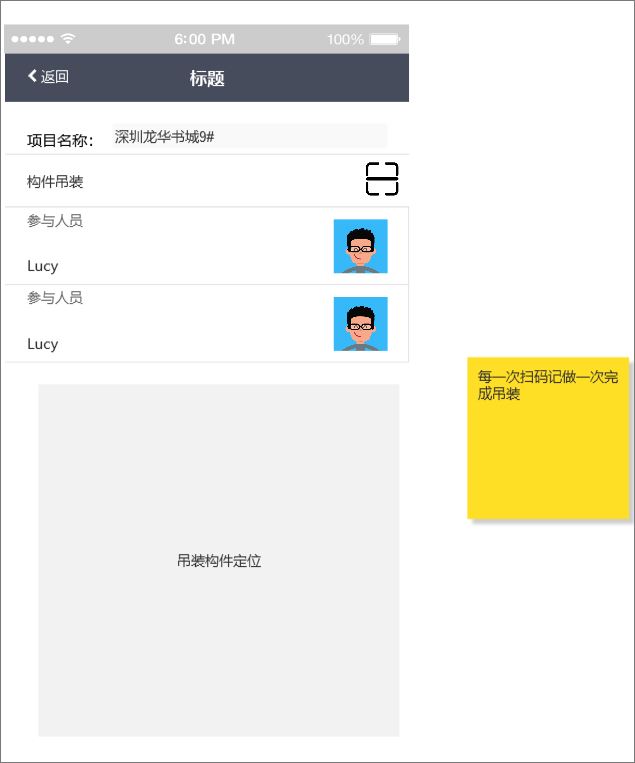 6:00 PM 100%
返回 标题
项目名称: 深圳龙华书城9#
构件吊装
参与人员
Lucy
参与人员
Lucy
每一次扫码记做一次完
成吊装
吊装构件定位